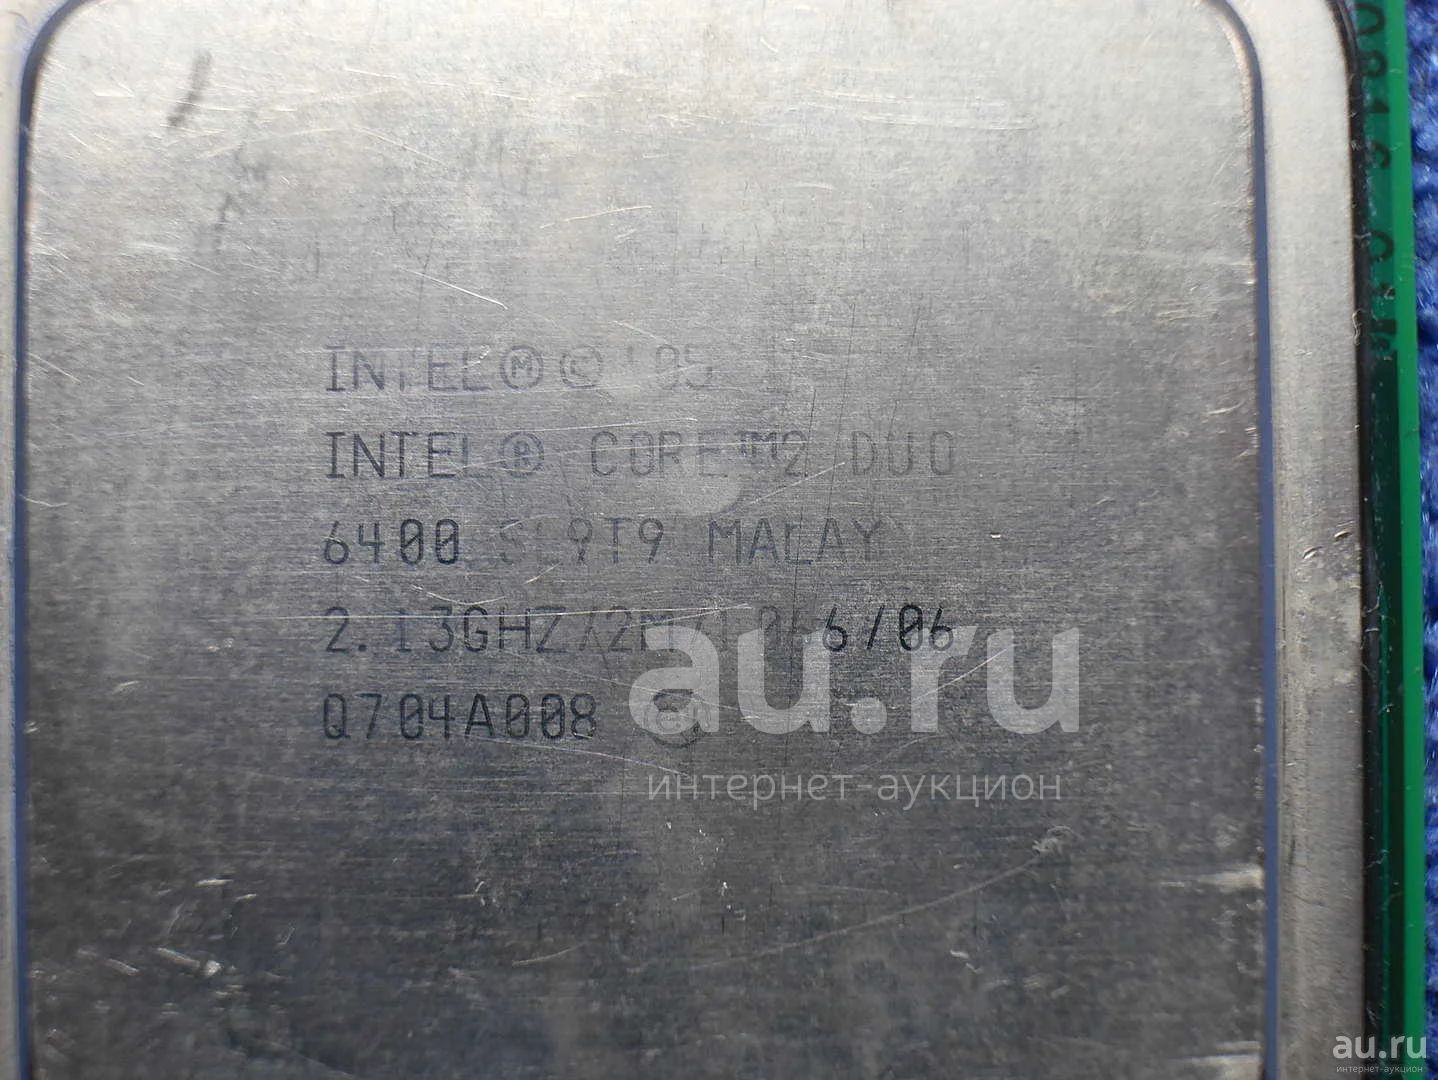 INTEL Ⓜ © '05
INTEL® CORE™2 DUO
6400 SL9T9 MALAY
2.13GHZ/2M/1066/06
Q704A008 ⓔ4
au.ru
интернет-аукцион
au.ru
интернет-аукцион